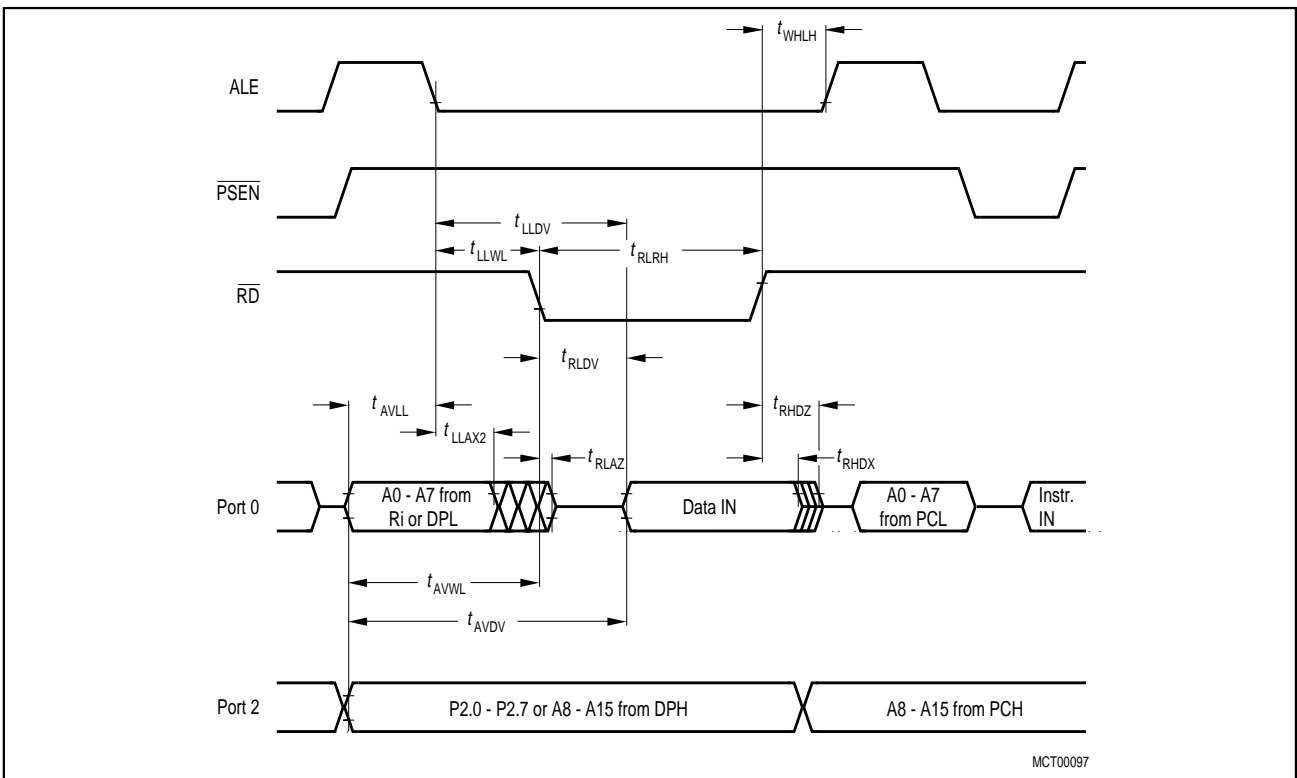 tWHLH
ALE
PSEN
tLLDV
tLLWL
tRLRH
RD
tRLDV
tAVLL
tRHDZ
tLLAX2
tRLAZ
tRHDX
Port 0
A0 - A7 from
Ri or DPL
Data IN
A0 - A7
from PCL
Instr.
IN
tAVWL
tAVDV
Port 2
P2.0 - P2.7 or A8 - A15 from DPH
A8 - A15 from PCH
MCT00097